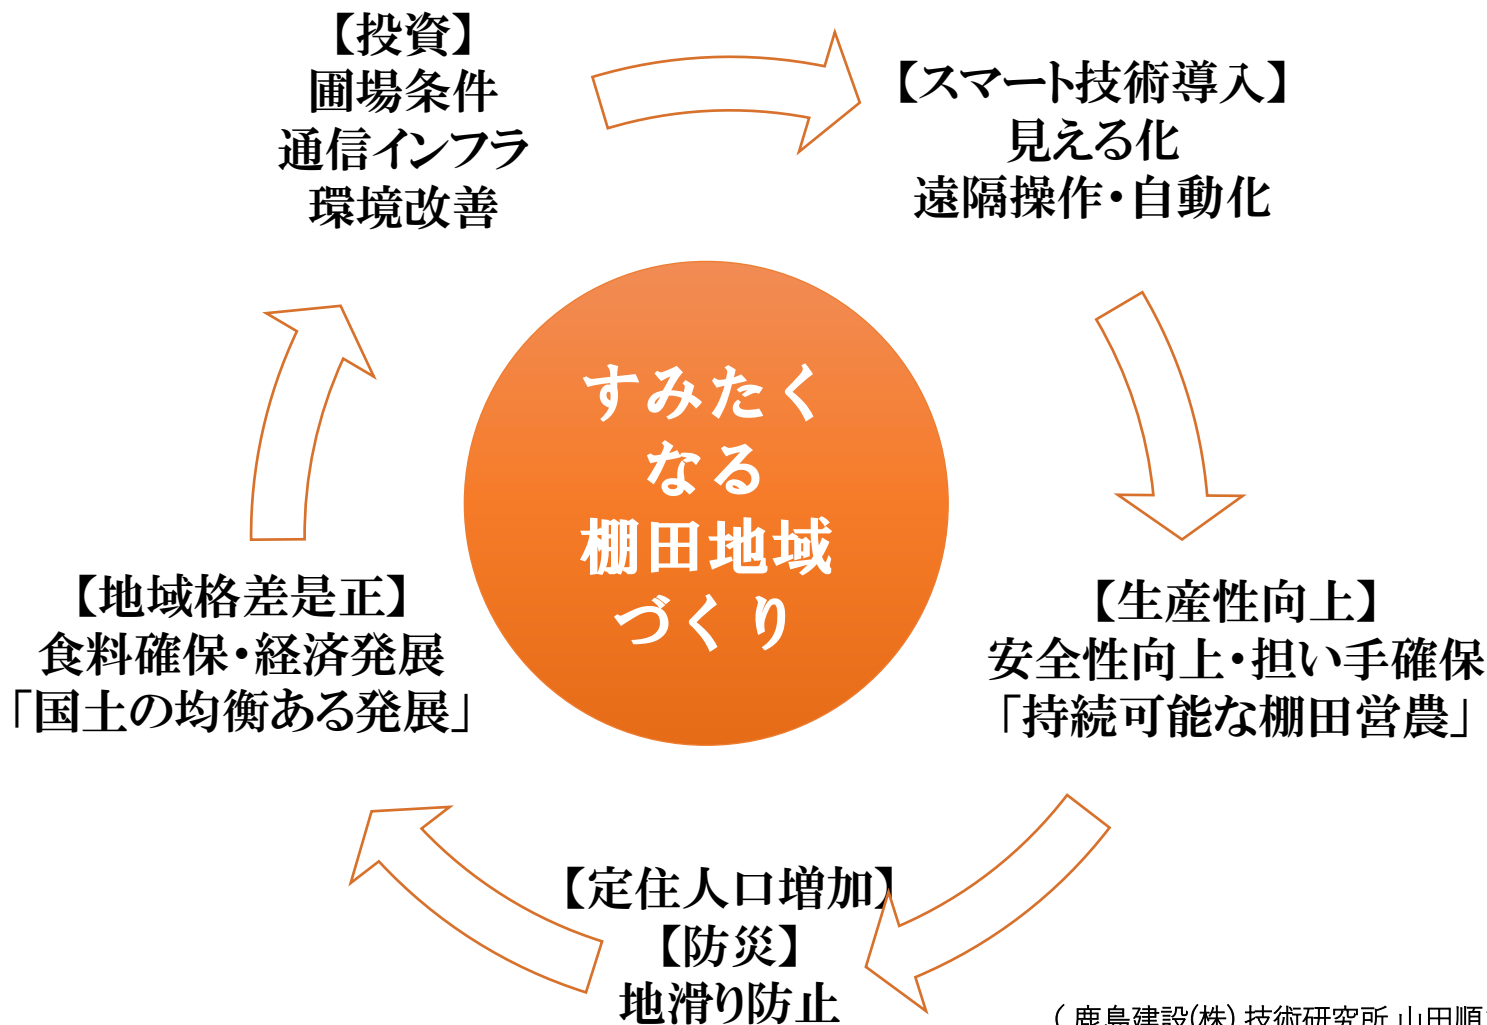 【投資】
圃場条件
通信インフラ
環境改善
【スマート技術導入】
見える化
遠隔操作・自動化
すみたく
なる
棚田地域
づくり
【地域格差是正】
食料確保・経済発展
「国土の均衡ある発展」
【生産性向上】
安全性向上・担い手確保
「持続可能な棚田営農」
【定住人口増加】
【防災】
地滑り防止
（ 鹿島建設(株) 技術研究所 山田順